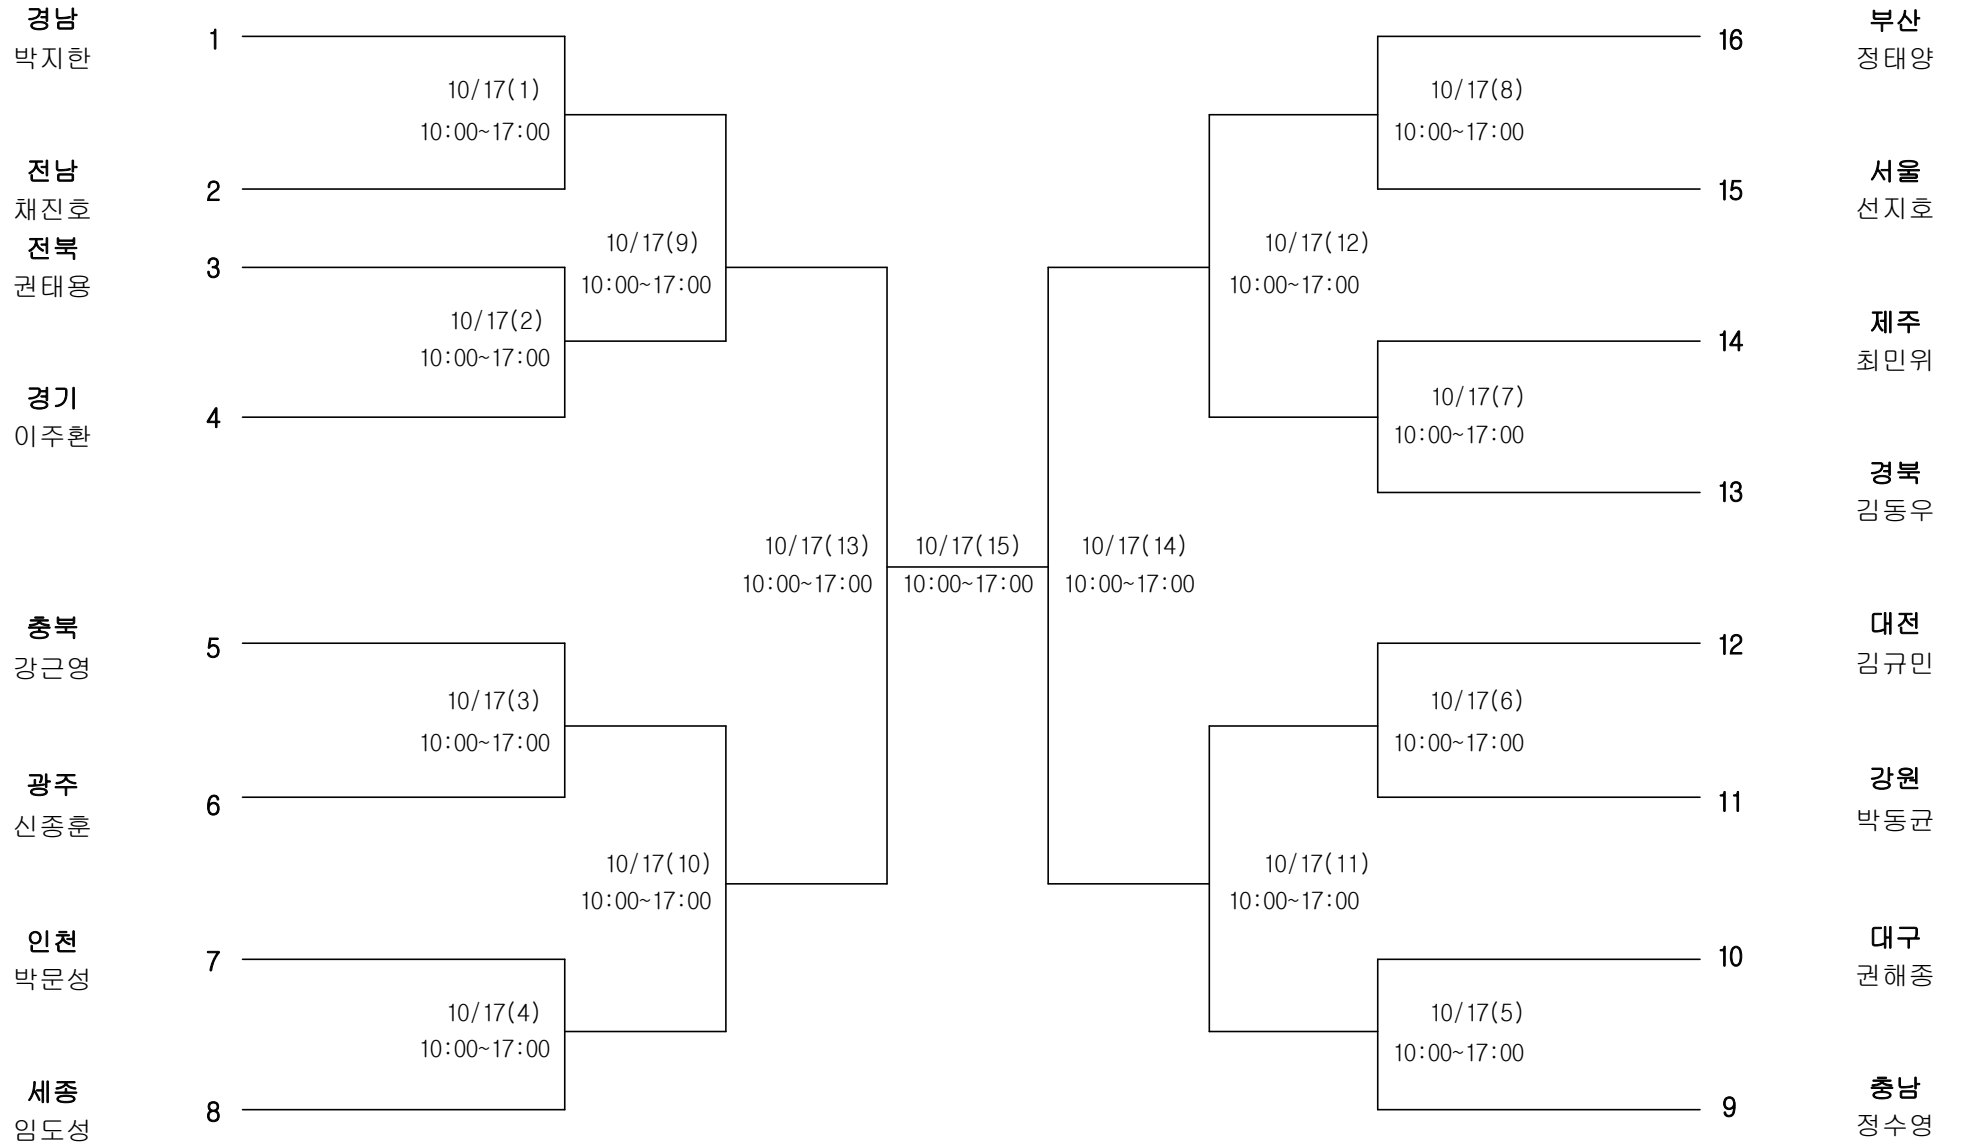 경남
박지한
1
10/17(1)
10:00~17:00
전남
채진호
2
전북
권태용
3
10/17(9)
10:00~17:00
10/17(2)
10:00~17:00
경기
이주환
4
10/17(13)
10:00~17:00
충북
강근영
5
10/17(3)
10:00~17:00
광주
신종훈
6
10/17(10)
10:00~17:00
인천
박문성
7
10/17(4)
10:00~17:00
세종
임도성
8
10/17(15)
10:00~17:00
부산
정태양
16
10/17(8)
10:00~17:00
서울
선지호
15
10/17(12)
10:00~17:00
제주
최민위
14
10/17(7)
10:00~17:00
경북
김동우
13
10/17(14)
10:00~17:00
대전
김규민
12
10/17(6)
10:00~17:00
강원
박동균
11
10/17(11)
10:00~17:00
대구
권해종
10
10/17(5)
10:00~17:00
충남
정수영
9